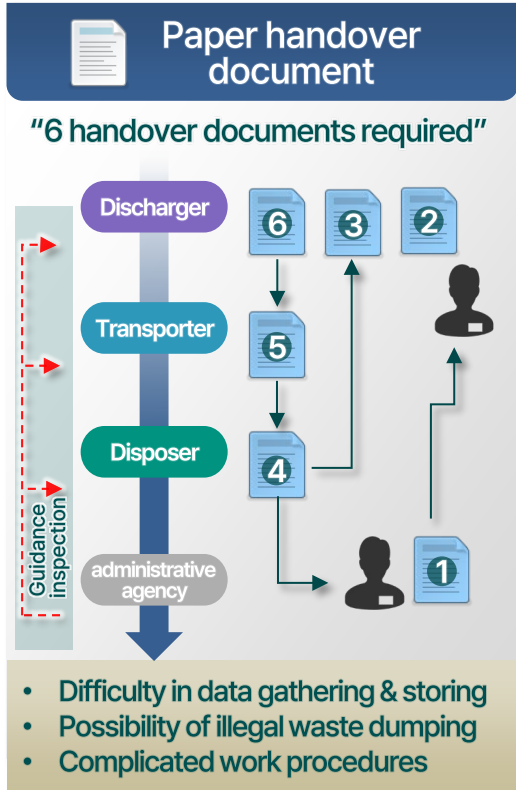 Paper handover
document
“6 handover documents required”
Discharger
6
3
2
Transporter
5
Disposer
4
Guidance
inspection
administrative
agency
1
• Difficulty in data gathering & storing
• Possibility of illegal waste dumping
• Complicated work procedures